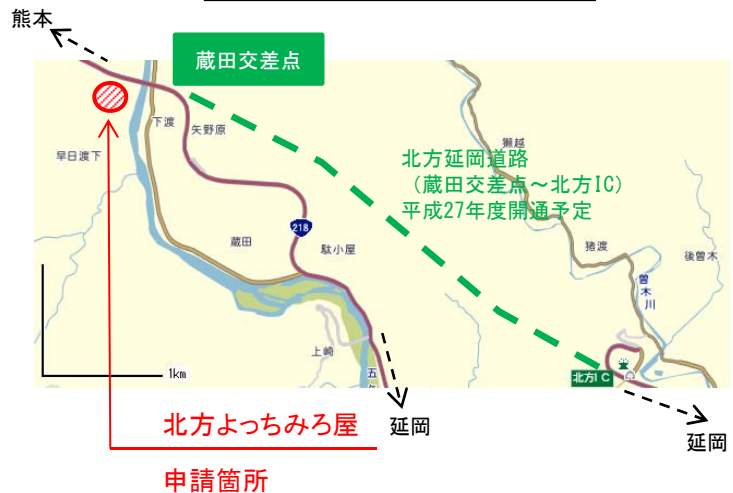 熊本
蔵田交差点
下渡
矢野原
早日渡下
獺越
北方延岡道路
（蔵田交差点～北方IC）
平成27年度開通予定
218
蔵田
駄小屋
猪渡
後曽木
曽木川
上崎
1km
五
北方IC
北方よっちみろ屋
延岡
延岡
申請箇所